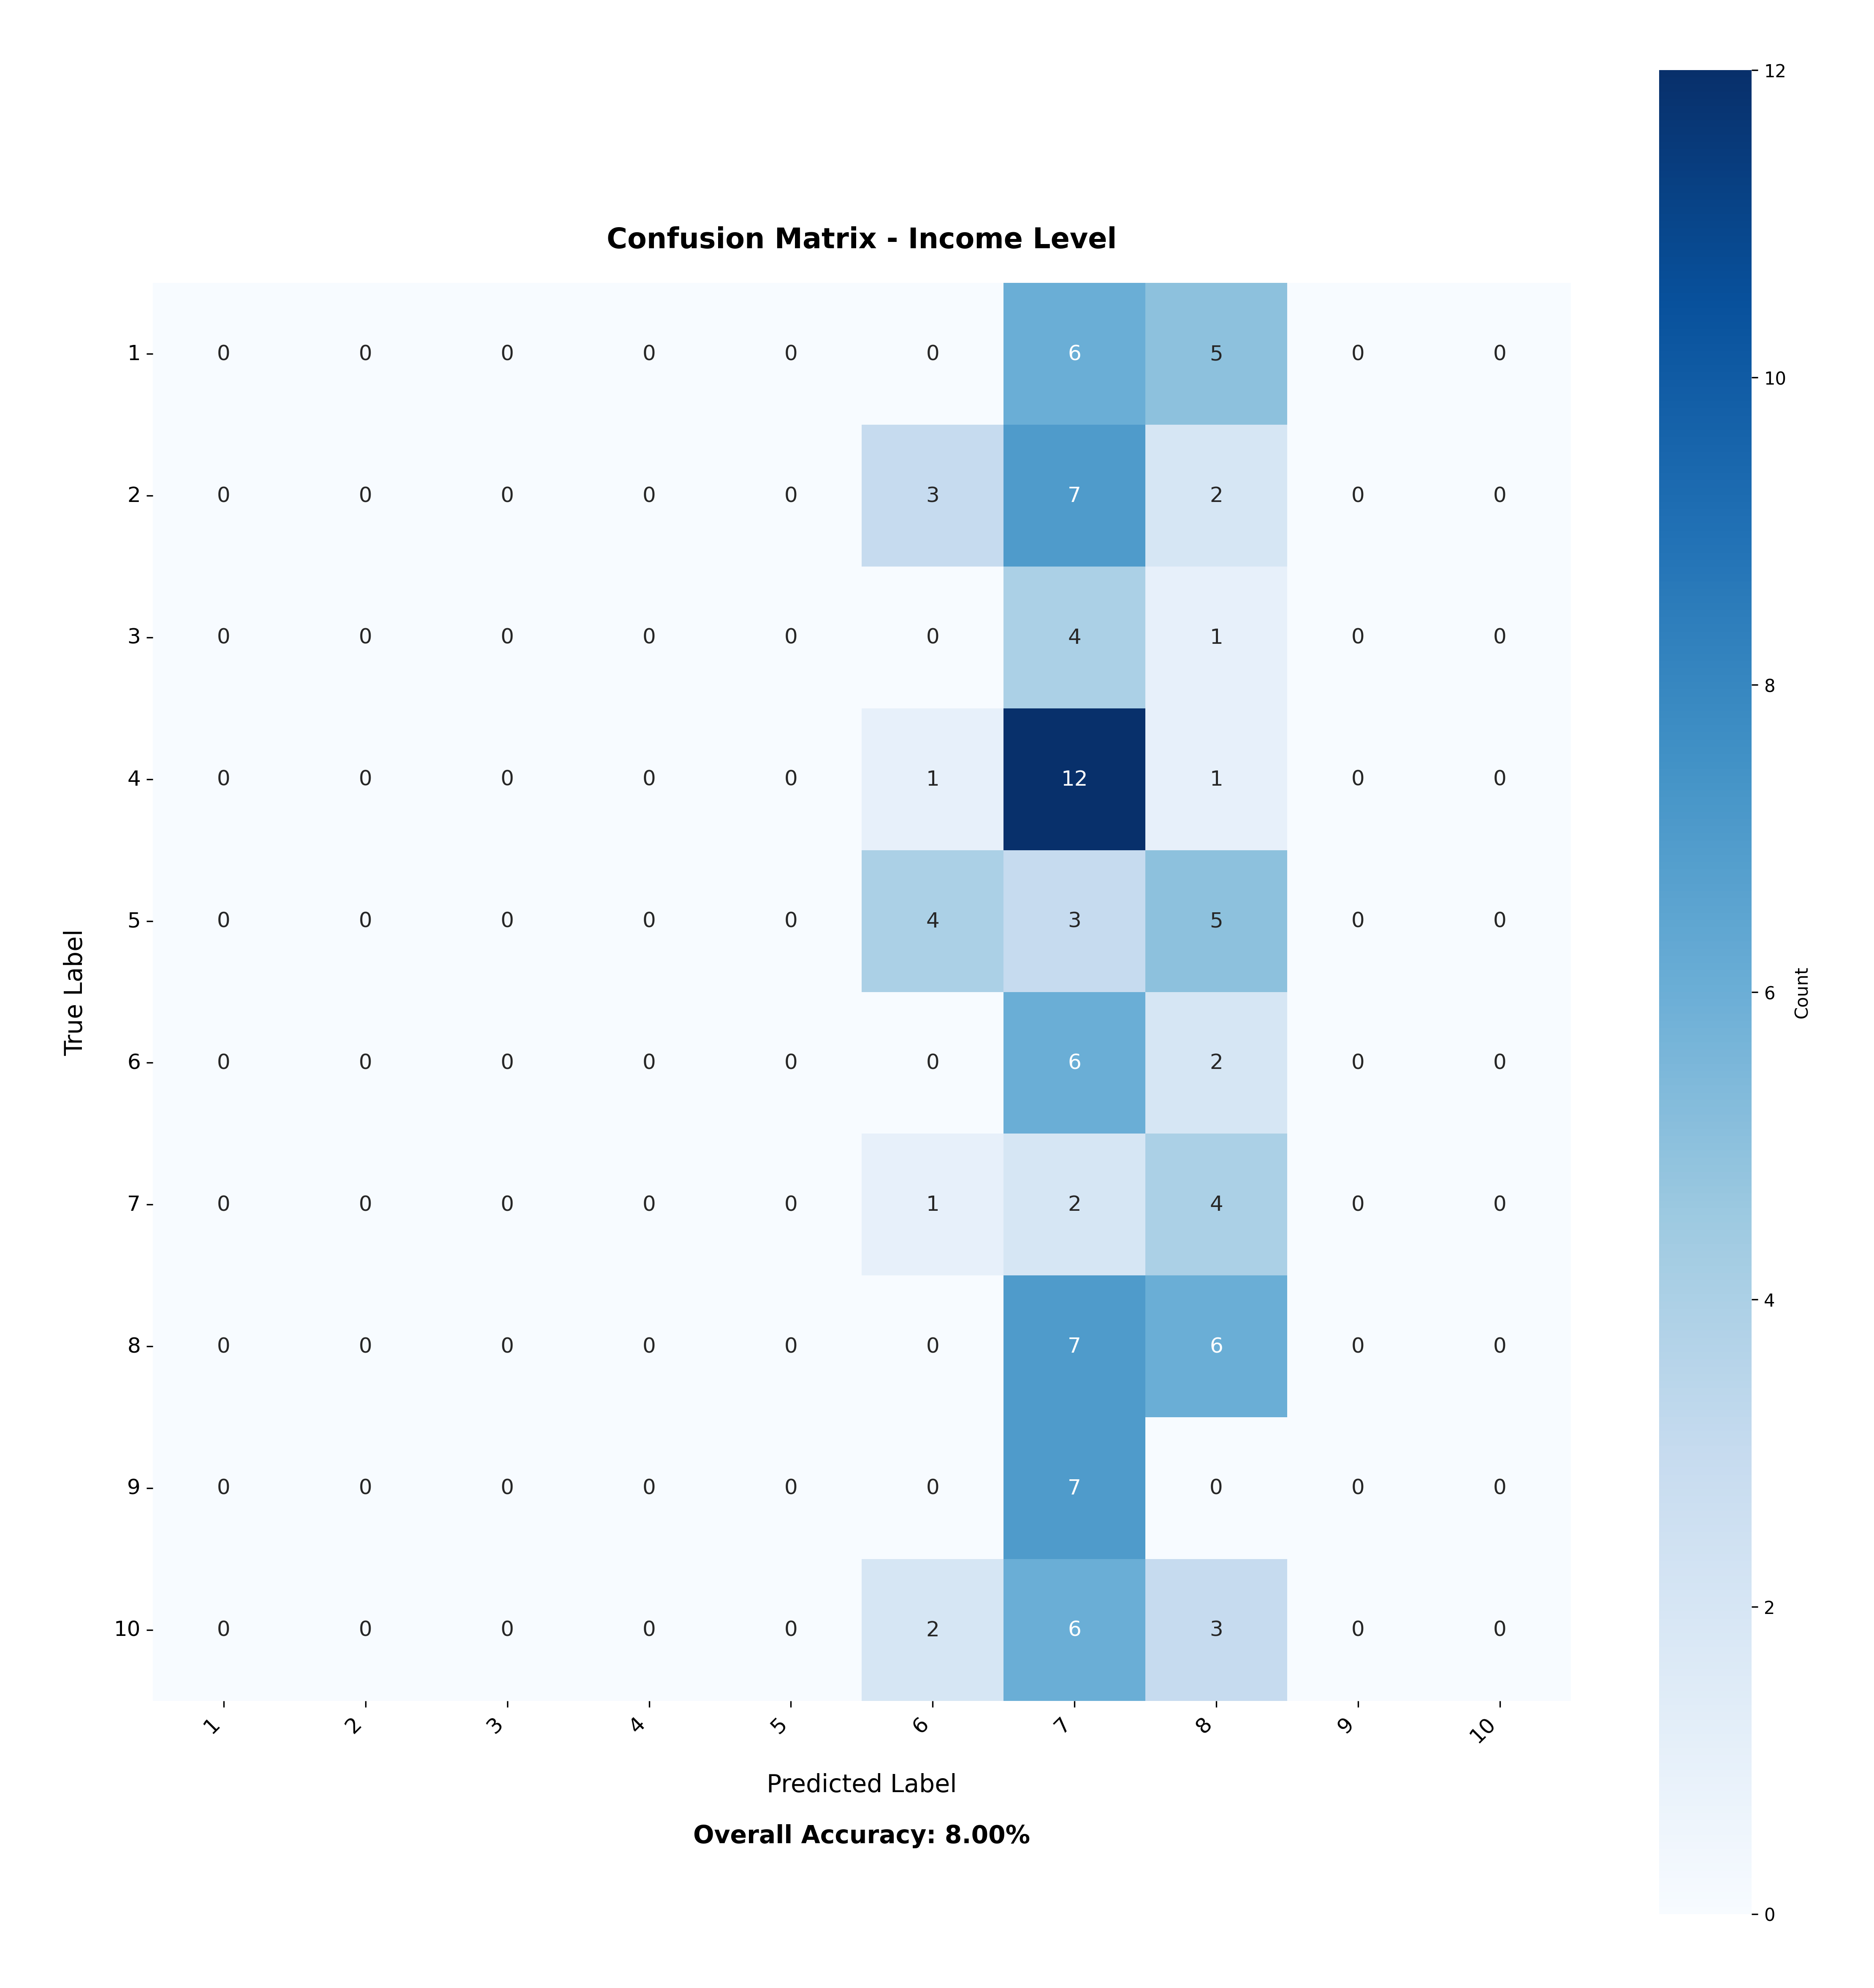 Confusion Matrix - Income Level
1 0 0 0 0 0 0 6 5 0 0
2 0 0 0 0 0 3 7 2 0 0
3 0 0 0 0 0 0 4 1 0 0
4 0 0 0 0 0 1 12 1 0 0
5 0 0 0 0 0 4 3 5 0 0
6 0 0 0 0 0 0 6 2 0 0
7 0 0 0 0 0 1 2 4 0 0
8 0 0 0 0 0 0 7 6 0 0
9 0 0 0 0 0 0 7 0 0 0
10 0 0 0 0 0 2 6 3 0 0
True Label
1 2 3 4 5 6 7 8 9 10
Predicted Label
Overall Accuracy: 8.00%
12
10
8
6
4
2
0
Count